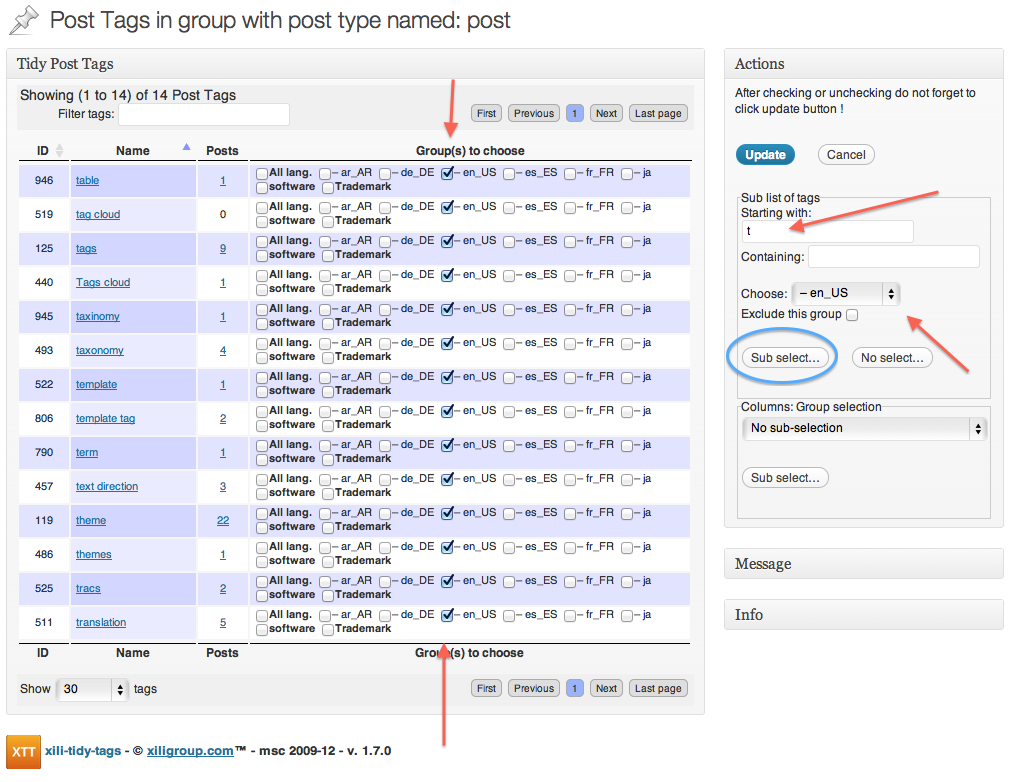 Post Tags in group with post type named: post
Tidy Post Tags
Showing (1 to 14) of 14 Post Tags
Filter tags:
First Previous 1 Next Last page
ID Name Posts Group(s) to choose
946 table 1 All lang. – ar_AR – de_DE – en_US – es_ES – fr_FR – ja
software Trademark
519 tag cloud 0 All lang. – ar_AR – de_DE – en_US – es_ES – fr_FR – ja
software Trademark
125 tags 9 All lang. – ar_AR – de_DE – en_US – es_ES – fr_FR – ja
software Trademark
440 Tags cloud 1 All lang. – ar_AR – de_DE – en_US – es_ES – fr_FR – ja
software Trademark
945 taxinomy 1 All lang. – ar_AR – de_DE – en_US – es_ES – fr_FR – ja
software Trademark
493 taxonomy 4 All lang. – ar_AR – de_DE – en_US – es_ES – fr_FR – ja
software Trademark
522 template 1 All lang. – ar_AR – de_DE – en_US – es_ES – fr_FR – ja
software Trademark
806 template tag 2 All lang. – ar_AR – de_DE – en_US – es_ES – fr_FR – ja
software Trademark
790 term 1 All lang. – ar_AR – de_DE – en_US – es_ES – fr_FR – ja
software Trademark
457 text direction 3 All lang. – ar_AR – de_DE – en_US – es_ES – fr_FR – ja
software Trademark
119 theme 22 All lang. – ar_AR – de_DE – en_US – es_ES – fr_FR – ja
software Trademark
486 themes 1 All lang. – ar_AR – de_DE – en_US – es_ES – fr_FR – ja
software Trademark
525 tracs 2 All lang. – ar_AR – de_DE – en_US – es_ES – fr_FR – ja
software Trademark
511 translation 5 All lang. – ar_AR – de_DE – en_US – es_ES – fr_FR – ja
software Trademark
ID Name Posts Group(s) to choose
Show 30 tags
First Previous 1 Next Last page
Actions
After checking or unchecking do not forget to
click update button !
Update Cancel
Sub list of tags
Starting with:
t
Containing:
Choose: – en_US
Exclude this group
Sub select... No select...
Columns: Group selection
No sub-selection
Sub select...
Message
Info
XTT xili-tidy-tags - © xiligroup.com™ - msc 2009-12 - v. 1.7.0